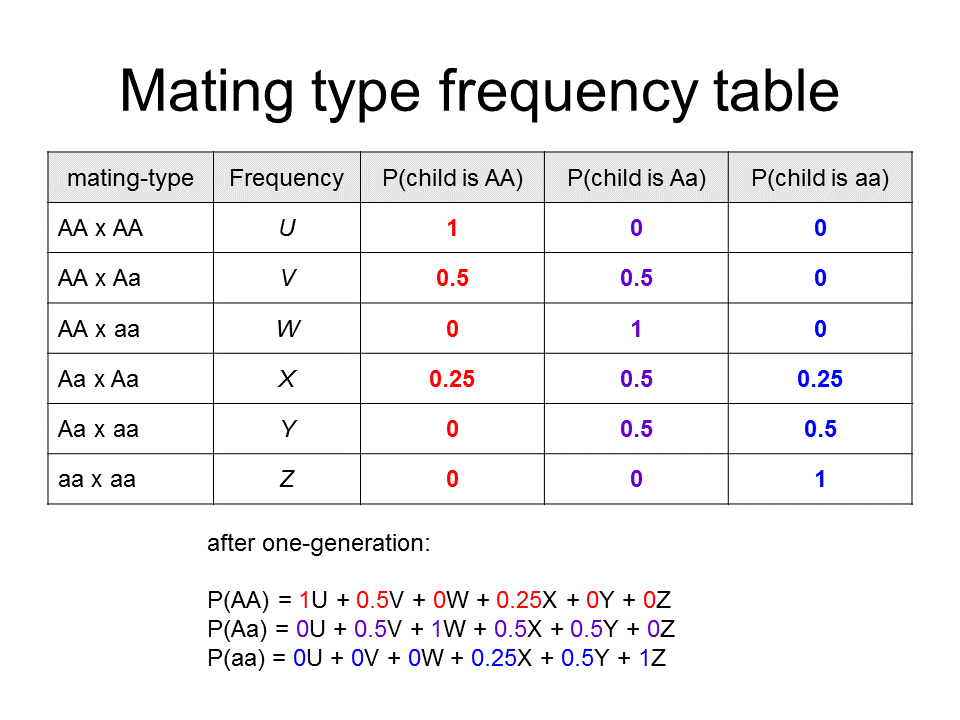 Mating type frequency table
mating-type Frequency P(child is AA) P(child is Aa) P(child is aa)
AA x AA U 1 0 0
AA x Aa V 0.5 0.5 0
AA x aa W 0 1 0
Aa x Aa X 0.25 0.5 0.25
Aa x aa Y 0 0.5 0.5
aa x aa Z 0 0 1
after one-generation:
P(AA) = 1U + 0.5V + 0W + 0.25X + 0Y + 0Z
P(Aa) = 0U + 0.5V + 1W + 0.5X + 0.5Y + 0Z
P(aa) = 0U + 0V + 0W + 0.25X + 0.5Y + 1Z